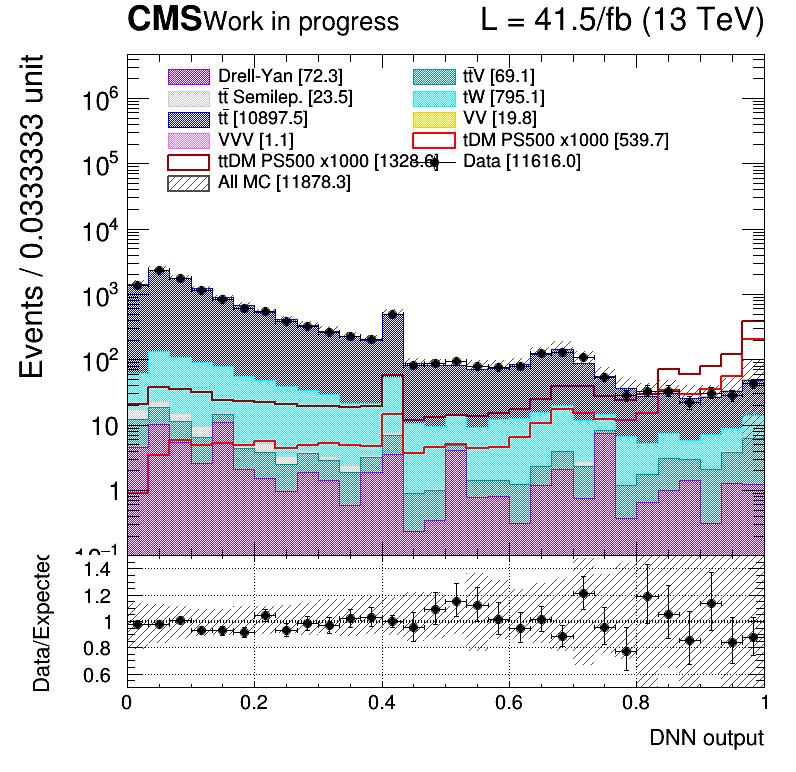 CMS Work in progress L = 41.5/fb (13 TeV)
Drell-Yan [72.3] tt̄V [69.1]
tt̄ Semilep. [23.5] tW [795.1]
tt̄ [10897.5] VV [19.8]
VVV [1.1] tDM PS500 x1000 [539.7]
ttDM PS500 x1000 [1328.6] Data [11616.0]
All MC [11878.3]
Events / 0.0333333 unit
10⁶
10⁵
10⁴
10³
10²
10
1
10⁻¹
Data/Expected
1.4
1.2
1
0.8
0.6
0 0.2 0.4 0.6 0.8 1
DNN output